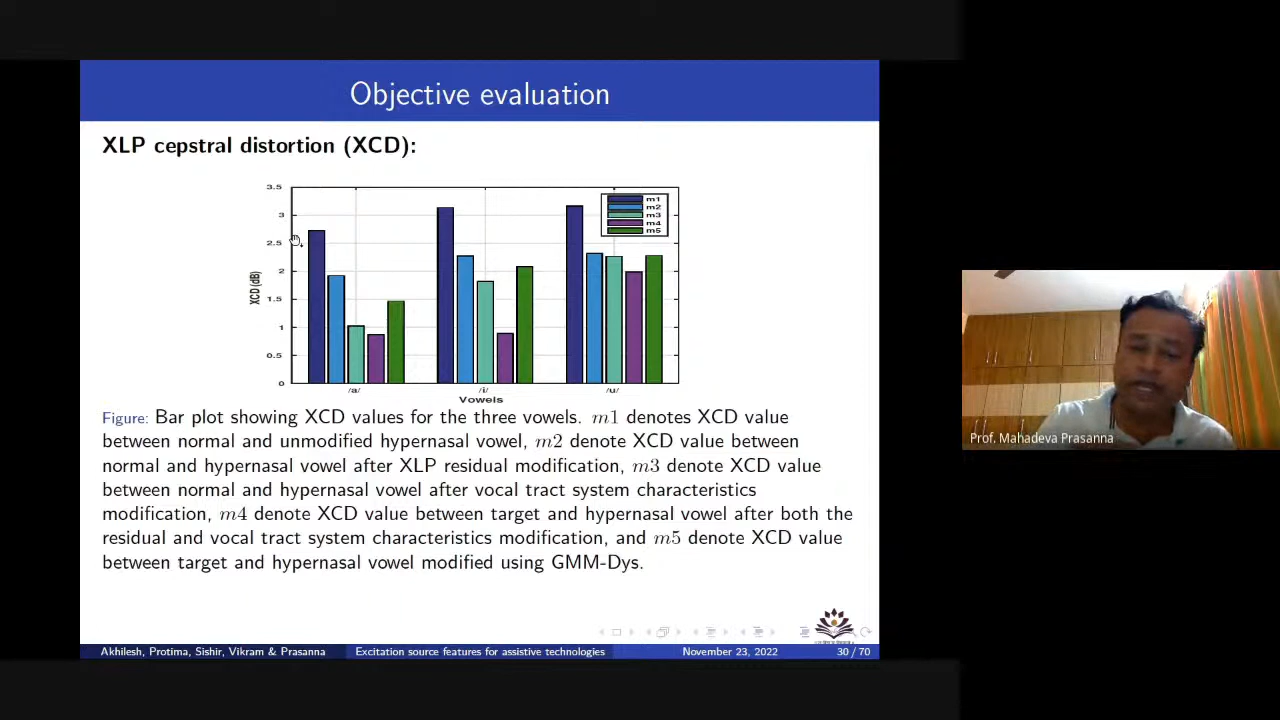 Objective evaluation
XLP cepstral distortion (XCD):
3.5
3
2.5
2
1.5
1
0.5
0
XCD (dB)
m1
m2
m3
m4
m5
/a/
/i/
/u/
Vowels
Figure: Bar plot showing XCD values for the three vowels. m1 denotes XCD value
between normal and unmodified hypernasal vowel, m2 denote XCD value between
normal and hypernasal vowel after XLP residual modification, m3 denote XCD value
between normal and hypernasal vowel after vocal tract system characteristics
modification, m4 denote XCD value between target and hypernasal vowel after both the
residual and vocal tract system characteristics modification, and m5 denote XCD value
between target and hypernasal vowel modified using GMM-Dys.
Akhilesh, Protima, Sishir, Vikram & Prasanna
Excitation source features for assistive technologies
November 23, 2022
30 / 70
Prof. Mahadeva Prasanna